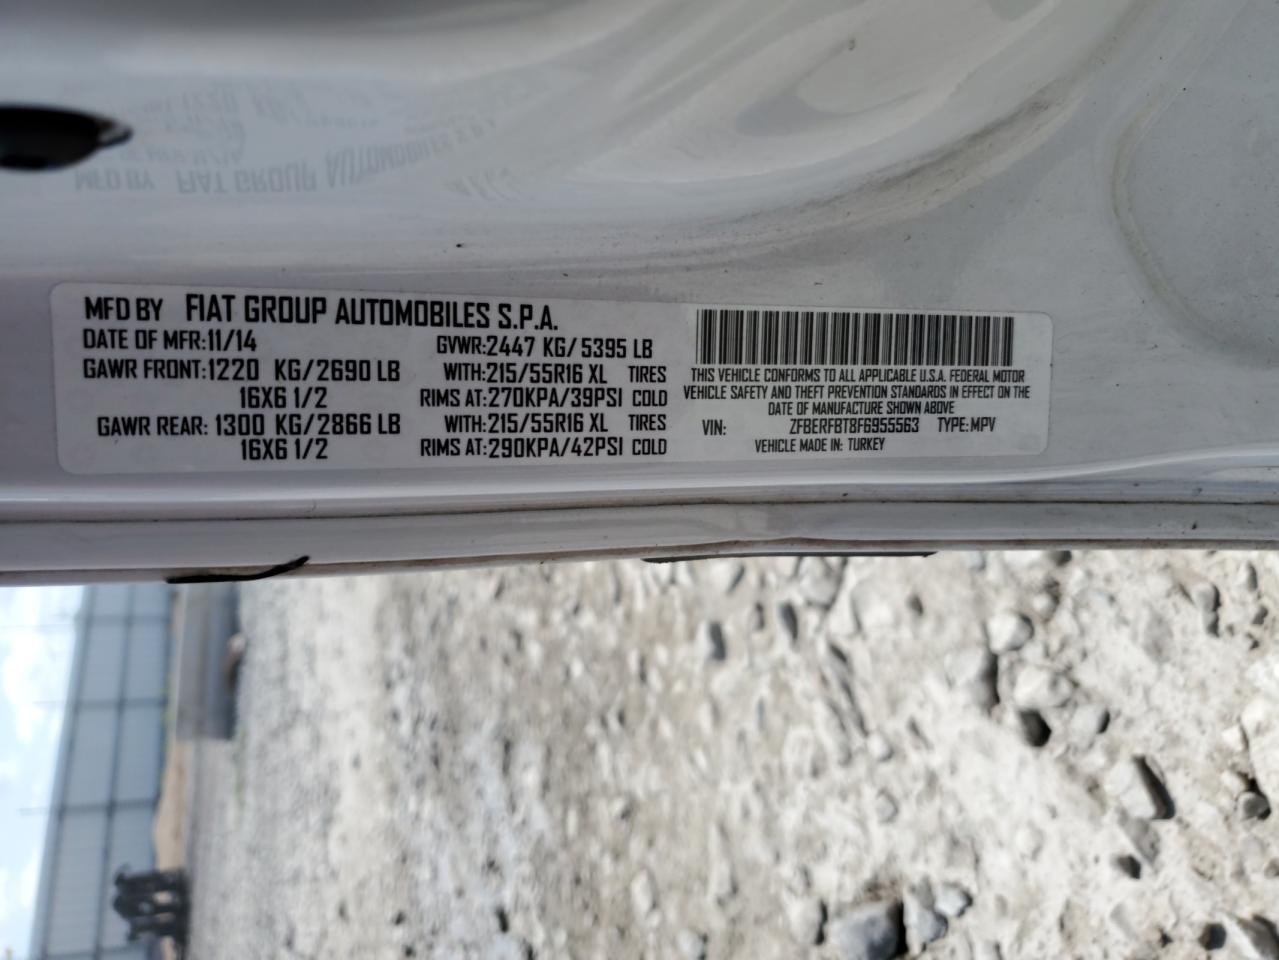 MFD BY FIAT GROUP AUTOMOBILES S.P.A.
DATE OF MFR:11/14 GVWR:2447 KG/5395 LB
GAWR FRONT:1220 KG/2690 LB WITH:215/55R16 XL TIRES
16X6 1/2 RIMS AT:270KPA/39PSI COLD
GAWR REAR:1300 KG/2866 LB WITH:215/55R16 XL TIRES
16X6 1/2 RIMS AT:290KPA/42PSI COLD
THIS VEHICLE CONFORMS TO ALL APPLICABLE U.S.A. FEDERAL MOTOR
VEHICLE SAFETY AND THEFT PREVENTION STANDARDS IN EFFECT ON THE
DATE OF MANUFACTURE SHOWN ABOVE
VIN: ZFBERFBT8F6955563 TYPE:MPV
VEHICLE MADE IN: TURKEY